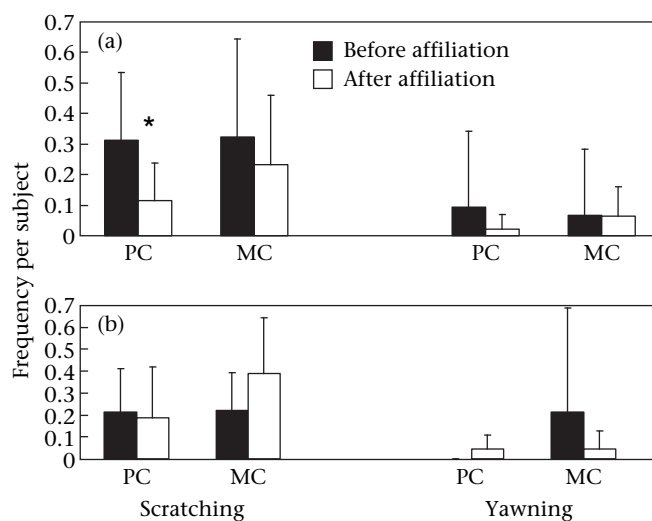 0.7
(a)
Before affiliation
0.6
After affiliation
0.5
0.4
*
0.3
0.2
0.1
0
PC
MC
PC
MC
Frequency per subject
0.7
(b)
0.6
0.5
0.4
0.3
0.2
0.1
0
PC
MC
PC
MC
Scratching
Yawning